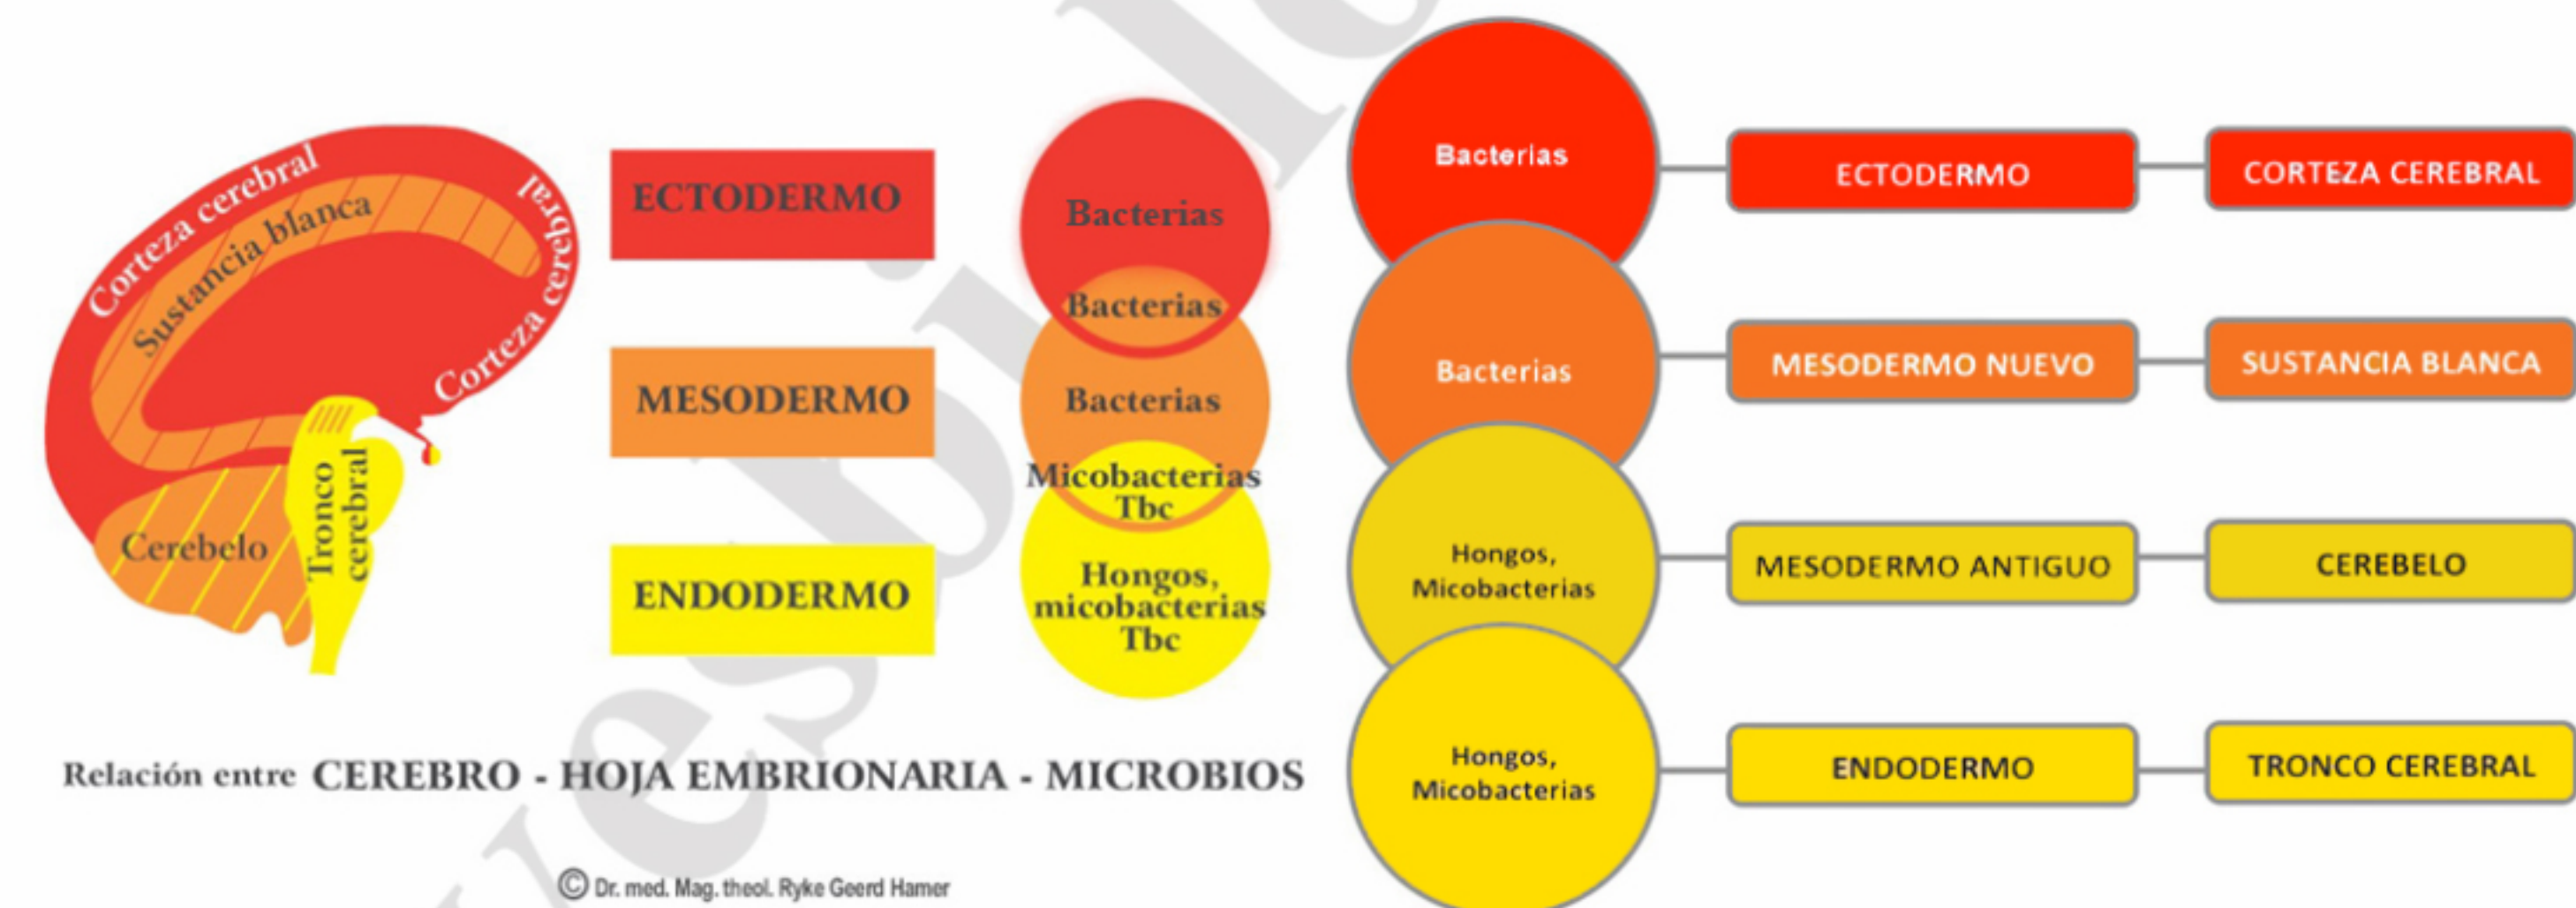 Corteza cerebral
Sustancia blanca
Corteza cerebral
Cerebelo
Tronco
cerebral
ECTODERMO
MESODERMO
ENDODERMO
Bacterias
Bacterias
Bacterias
Micobacterias
Tbc
Hongos,
micobacterias
Tbc
Relación entre CEREBRO - HOJA EMBRIONARIA - MICROBIOS
© Dr. med. Mag. theol. Ryke Geerd Hamer
Bacterias
ECTODERMO
CORTEZA CEREBRAL
Bacterias
MESODERMO NUEVO
SUSTANCIA BLANCA
Hongos,
Micobacterias
MESODERMO ANTIGUO
CEREBELO
Hongos,
Micobacterias
ENDODERMO
TRONCO CEREBRAL